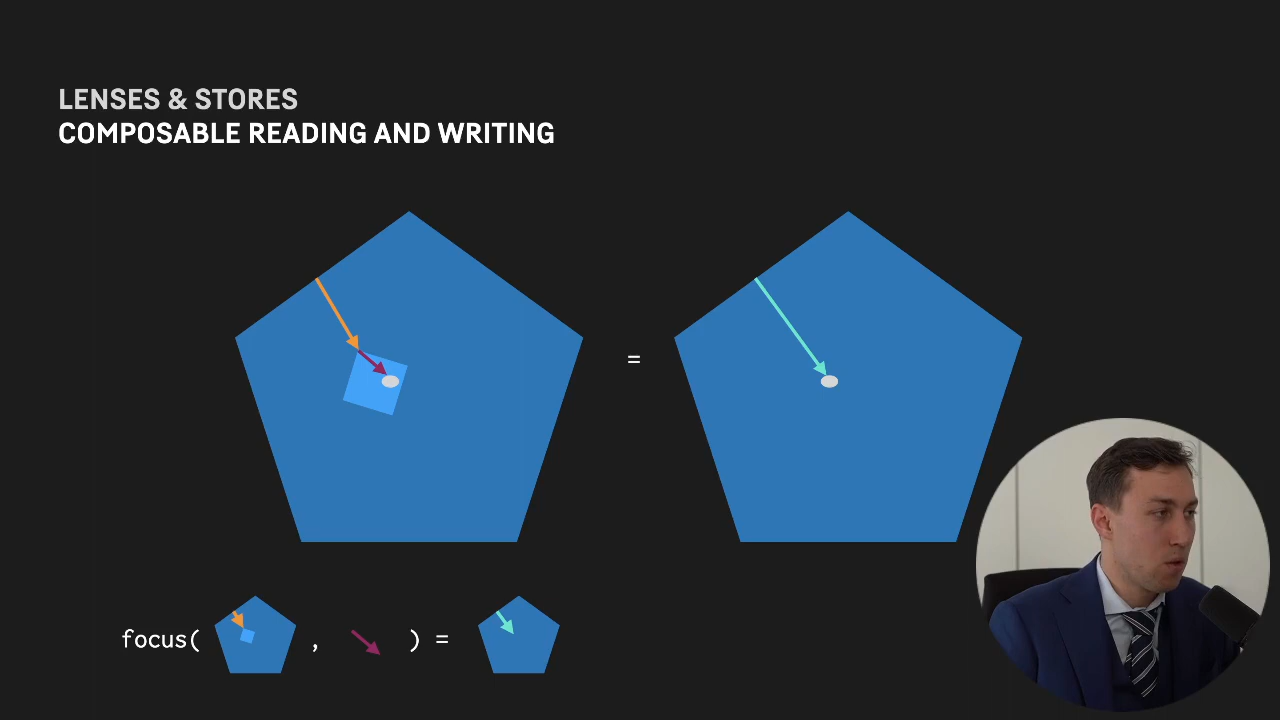 LENSES & STORES
COMPOSABLE READING AND WRITING
=
focus( , ) =